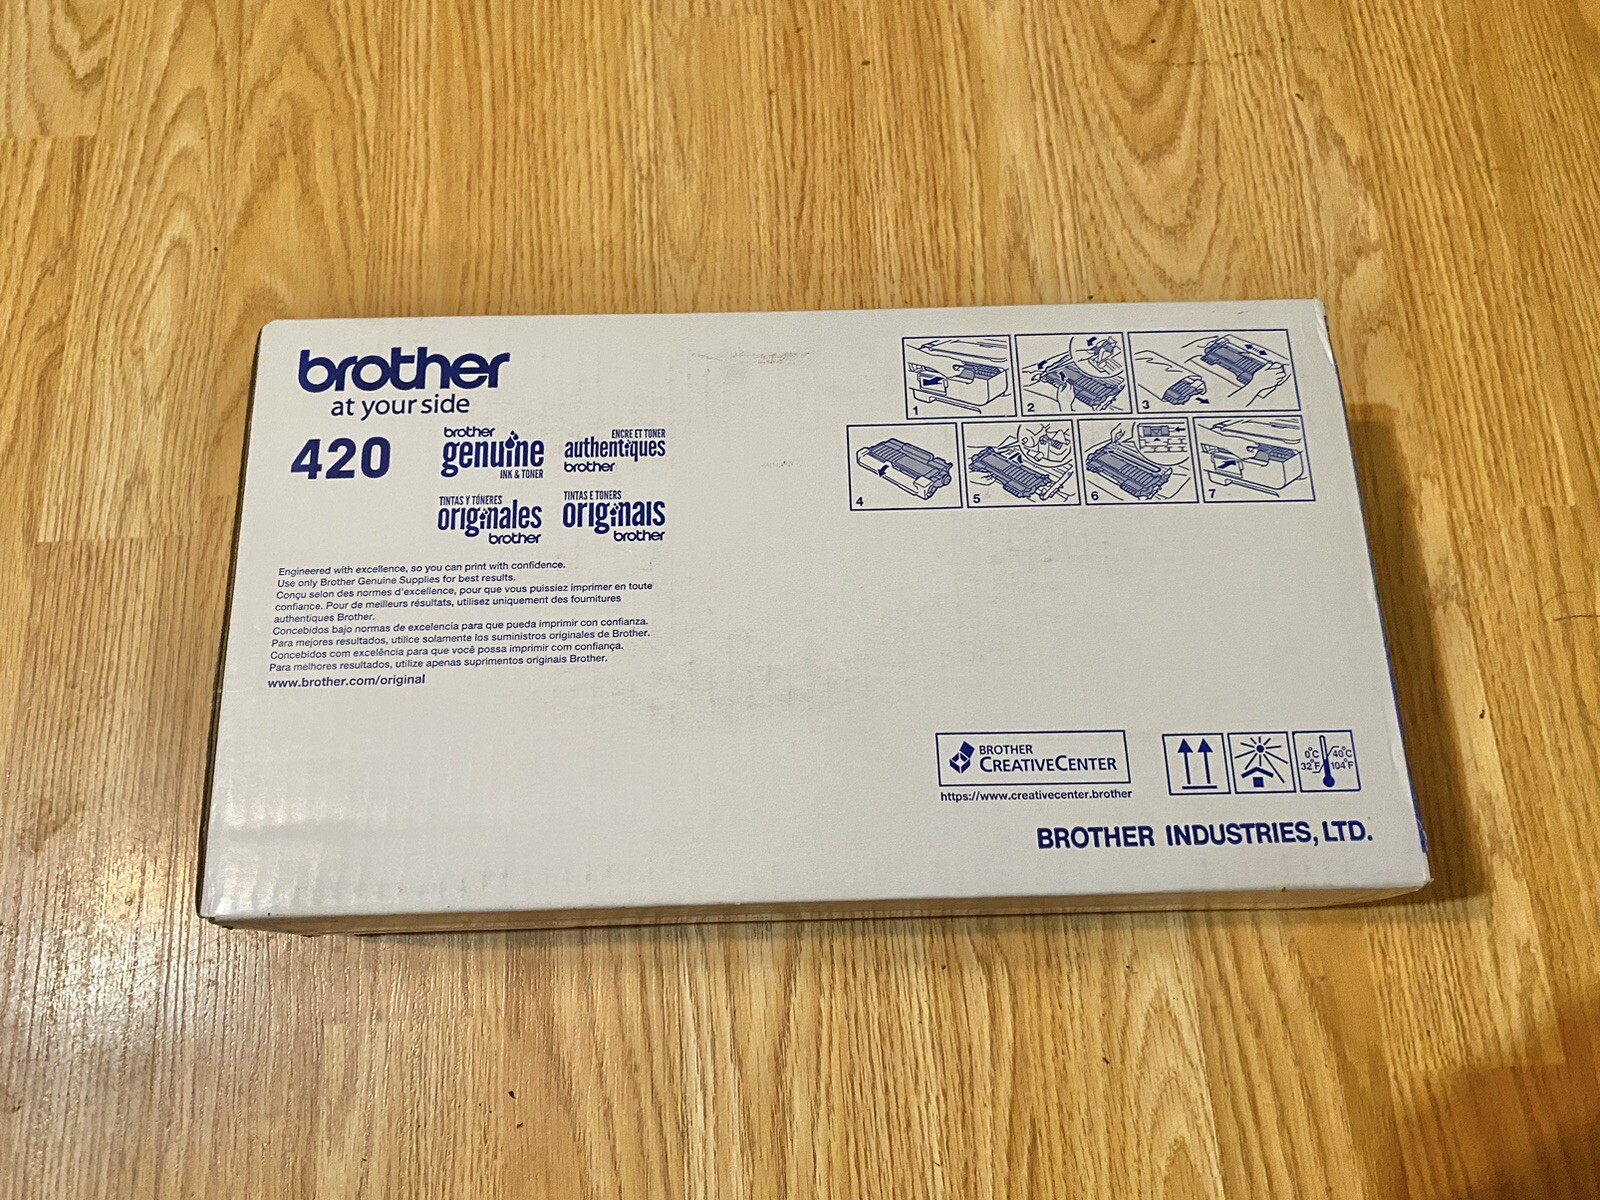 brother
at your side
420
brother
genuine
INK & TONER
ENCRE ET TONER
authentiques
brother
TINTAS Y TÓNERES
originales
brother
TINTAS E TONERS
originais
brother
Engineered with excellence, so you can print with confidence.
Use only Brother Genuine Supplies for best results.
Conçu selon des normes d'excellence, pour que vous puissiez imprimer en toute
confiance. Pour de meilleurs résultats, utilisez uniquement des fournitures
authentiques Brother.
Concebidos bajo normas de excelencia para que pueda imprimir con confianza.
Para mejores resultados, utilice solamente los suministros originales de Brother.
Concebidos com excelência para que você possa imprimir com confiança.
Para melhores resultados, utilize apenas suprimentos originais Brother.
www.brother.com/original
1
2
3
4
5
6
7
BROTHER
CREATIVECENTER
https://www.creativecenter.brother
0°C 40°C
32°F 104°F
BROTHER INDUSTRIES, LTD.